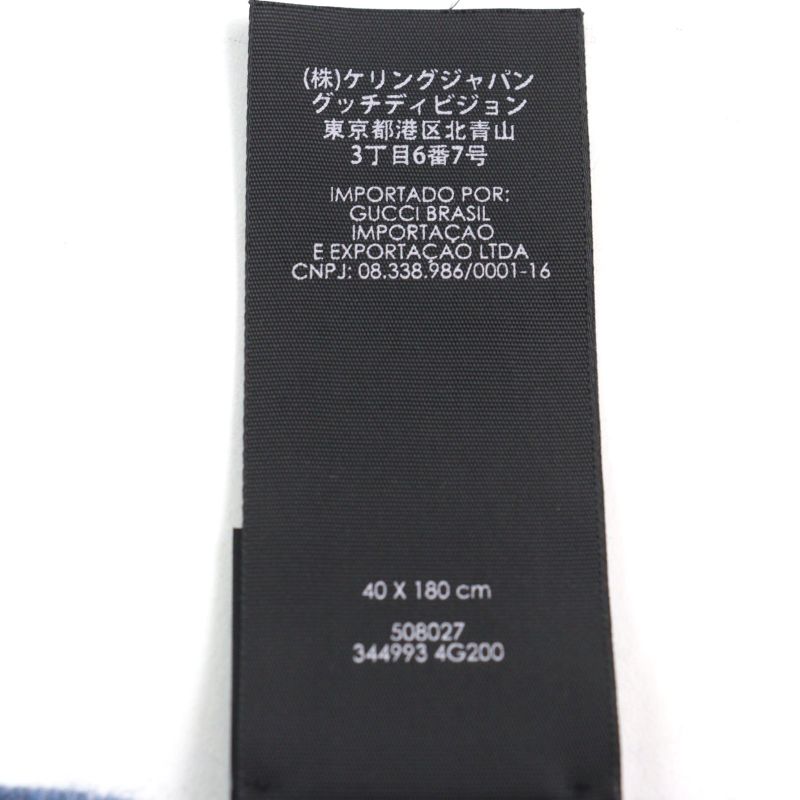 (株)ケリングジャパン
グッチディビジョン
東京都港区北青山
3丁目6番7号
IMPORTADO POR:
GUCCI BRASIL
IMPORTAÇAO
E EXPORTAÇAO LTDA
CNPJ: 08.338.986/0001-16
40 X 180 cm
508027
344993 4G200